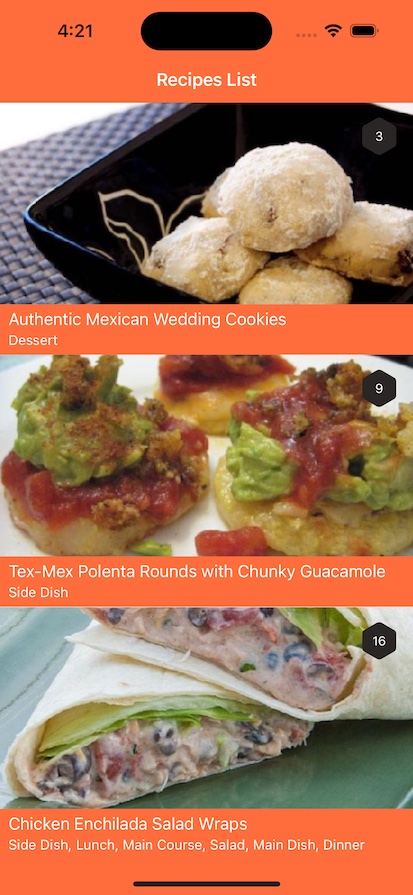 4:21
Recipes List
3
Authentic Mexican Wedding Cookies
Dessert
9
Tex-Mex Polenta Rounds with Chunky Guacamole
Side Dish
16
Chicken Enchilada Salad Wraps
Side Dish, Lunch, Main Course, Salad, Main Dish, Dinner